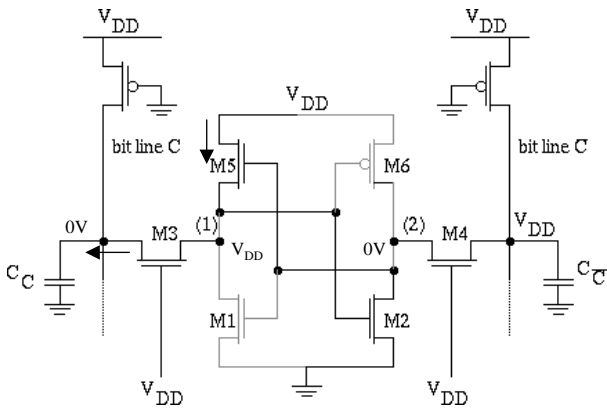 V_DD
V_DD
V_DD
bit line C
M5
M6
bit line C̅
0V
M3
(1)
(2)
M4
V_DD
V_DD
0V
C_C
C_C̅
M1
M2
V_DD
V_DD